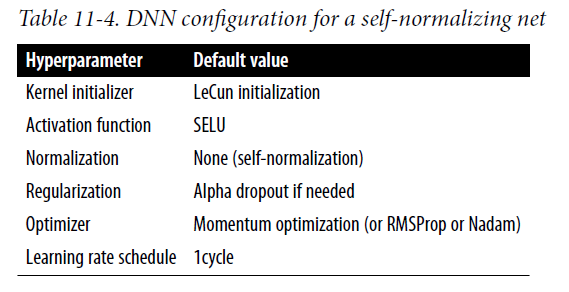 Table 11-4. DNN configuration for a self-normalizing net
Hyperparameter Default value
Kernel initializer LeCun initialization
Activation function SELU
Normalization None (self-normalization)
Regularization Alpha dropout if needed
Optimizer Momentum optimization (or RMSProp or Nadam)
Learning rate schedule 1cycle